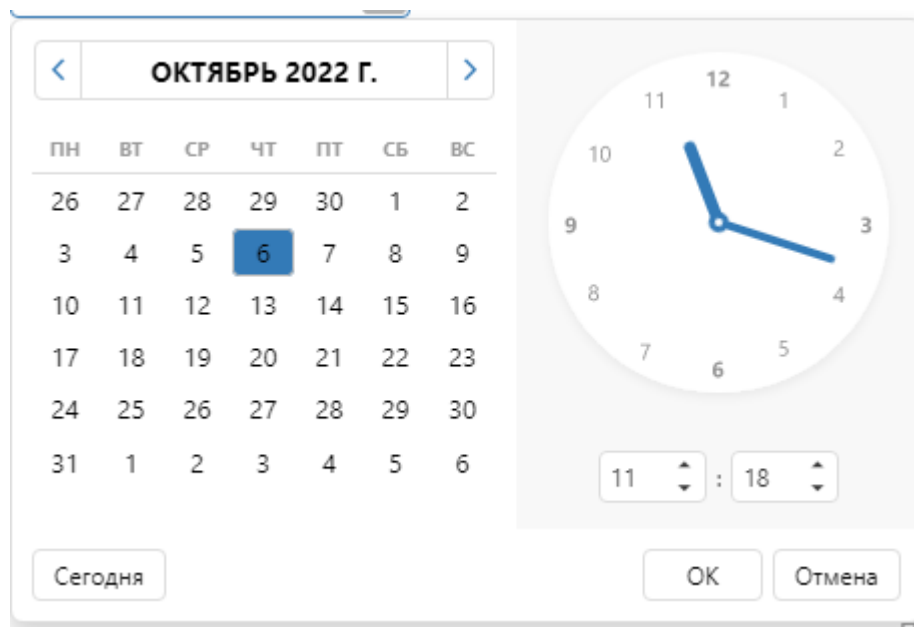 ОКТЯБРЬ 2022 Г.
ПН ВТ СР ЧТ ПТ СБ ВС
26 27 28 29 30 1 2
3 4 5 6 7 8 9
10 11 12 13 14 15 16
17 18 19 20 21 22 23
24 25 26 27 28 29 30
31 1 2 3 4 5 6
12
11 1
10 2
9 3
8 4
7 5
6
11 : 18
Сегодня ОК Отмена